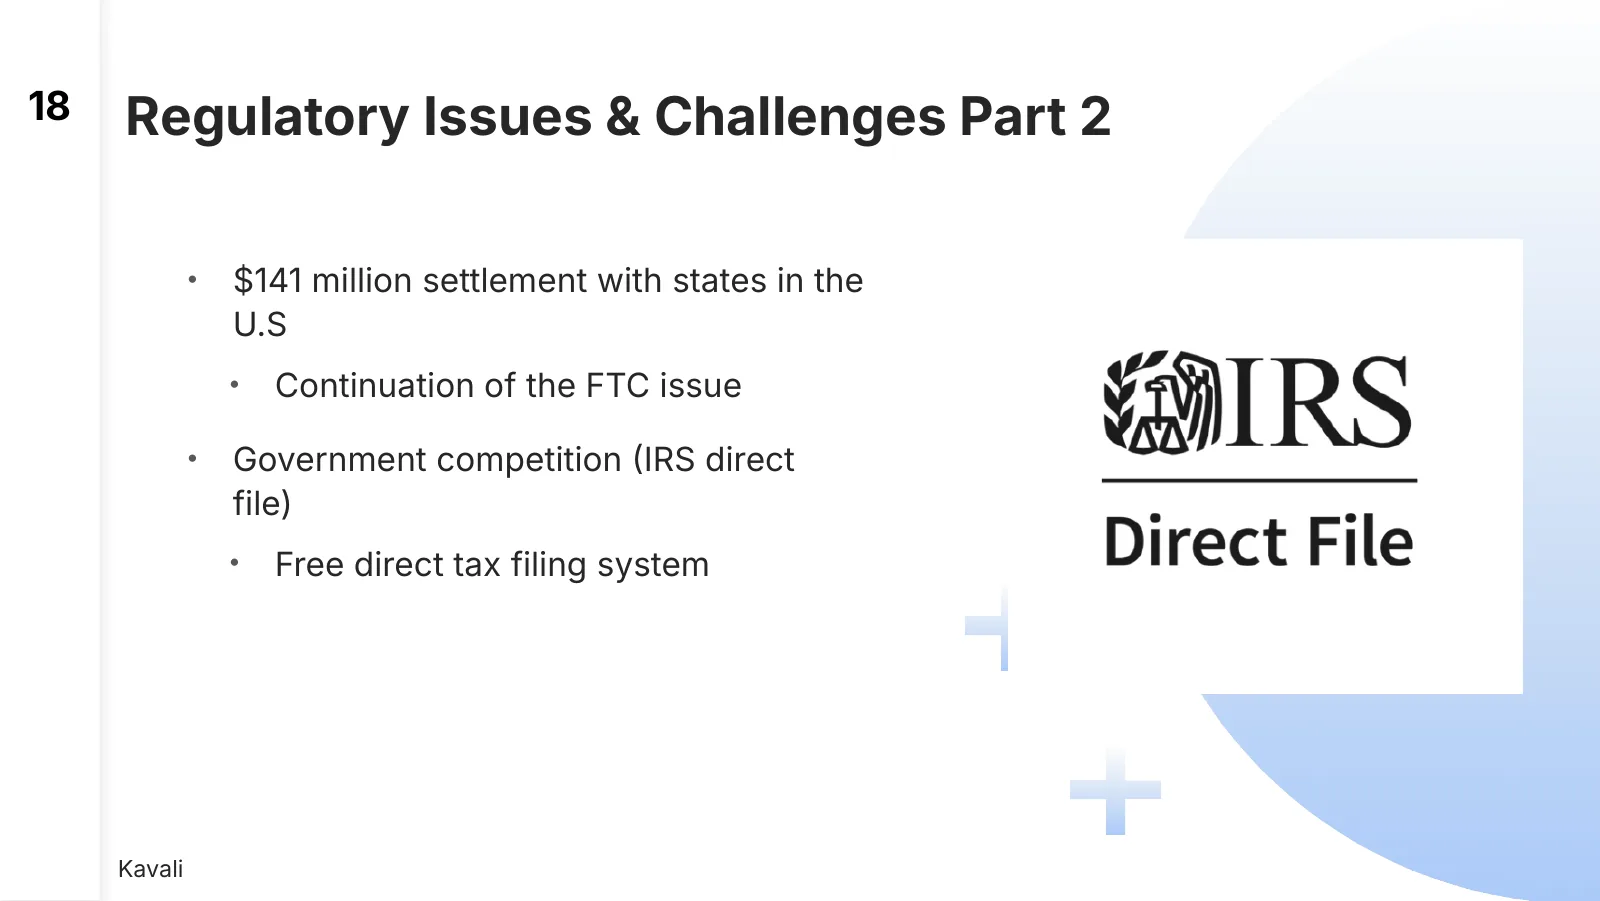 18
Regulatory Issues & Challenges Part 2
• $141 million settlement with states in the
U.S
• Continuation of the FTC issue
• Government competition (IRS direct
file)
• Free direct tax filing system
IRS
Direct File
Kavali